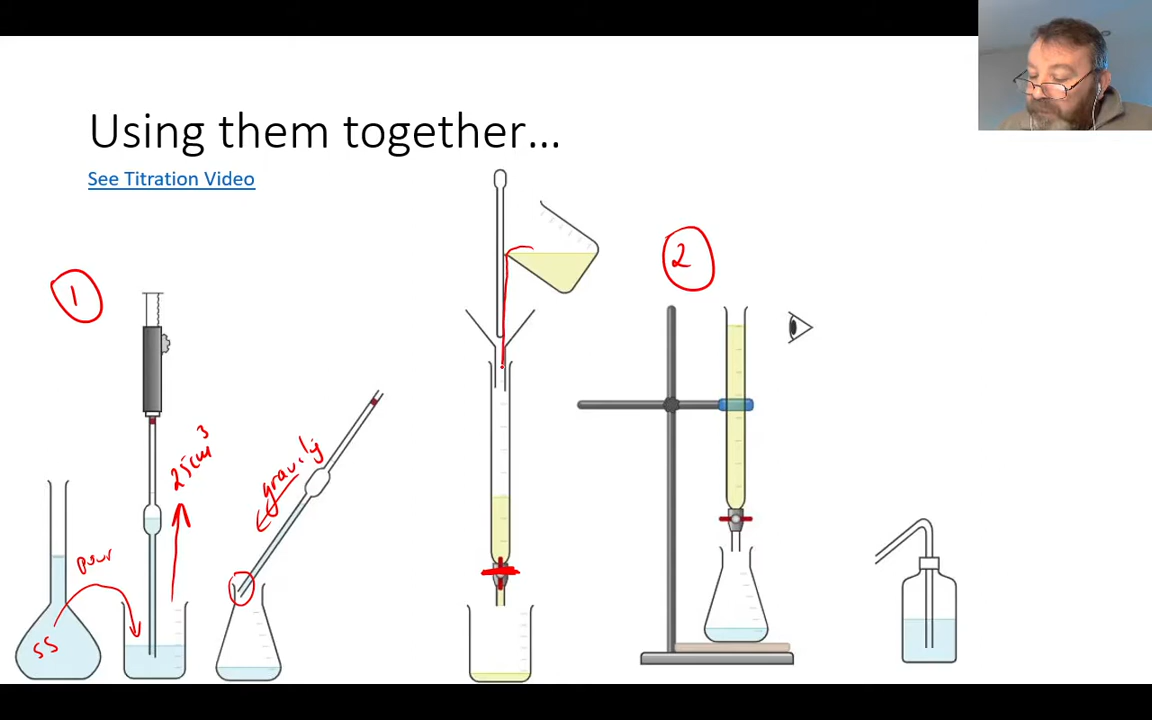 Using them together...
See Titration Video
1
2
25cm³
gravity
pour
SS